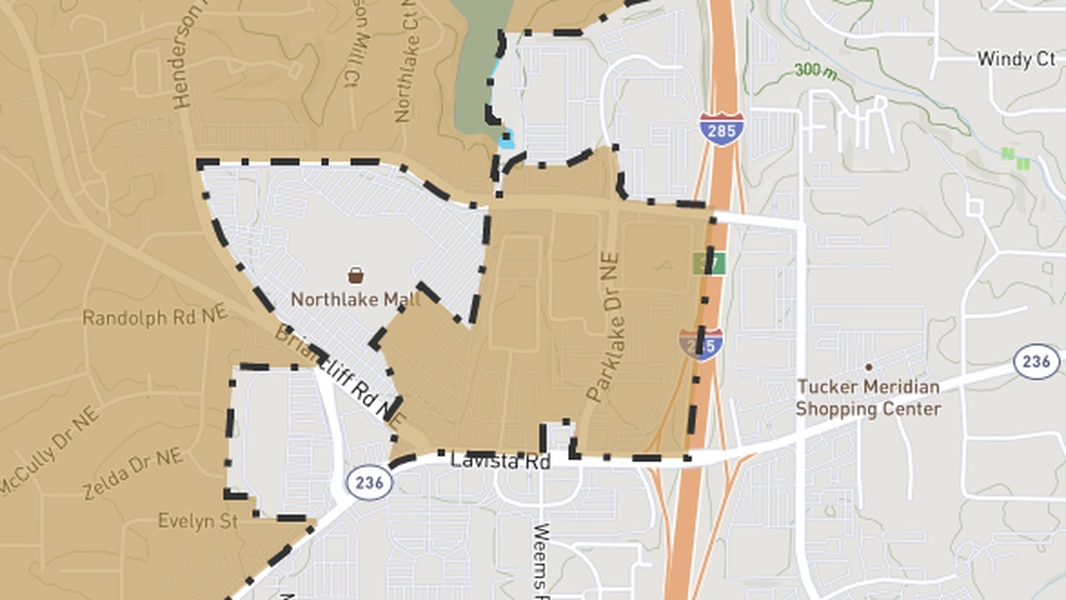 Henderson
son Mill Ct
Northlake Ct N
Windy Ct
300 m
285
Northlake Mall
Randolph Rd NE
Briarcliff Rd NE
Parklake Dr NE
236
Tucker Meridian
Shopping Center
McCully Dr NE
Zelda Dr NE
Lavista Rd
236
Evelyn St
Weems